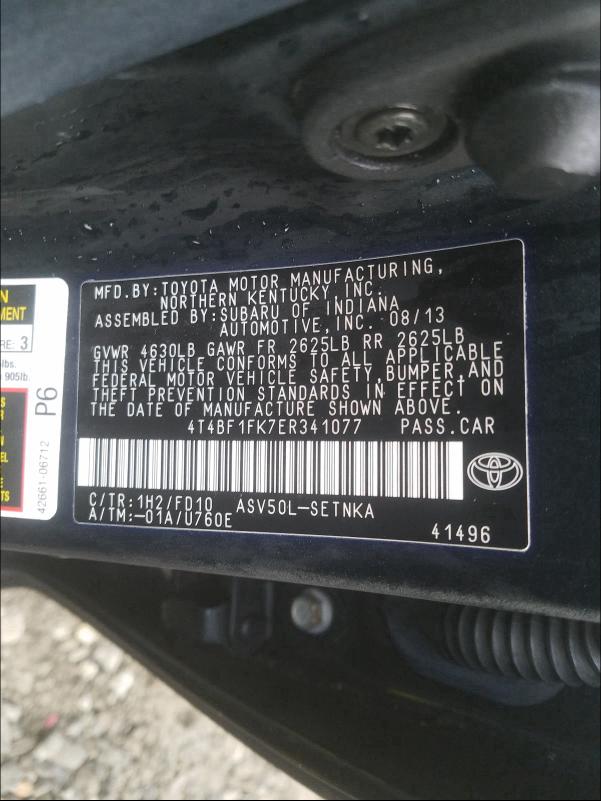 MFD.BY:TOYOTA MOTOR MANUFACTURING,
NORTHERN KENTUCKY INC.
ASSEMBLED BY:SUBARU OF INDIANA
AUTOMOTIVE,INC. 08/13
GVWR 4630LB GAWR FR 2625LB RR 2625LB
THIS VEHICLE CONFORMS TO ALL APPLICABLE
FEDERAL MOTOR VEHICLE SAFETY, BUMPER, AND
THEFT PREVENTION STANDARDS IN EFFECT ON
THE DATE OF MANUFACTURE SHOWN ABOVE.
4T4BF1FK7ER341077 PASS.CAR
C/TR:1H2/FD10 ASV50L-SETNKA
A/TM:-01A/U760E
41496
3
905lb
P6
42661-06712